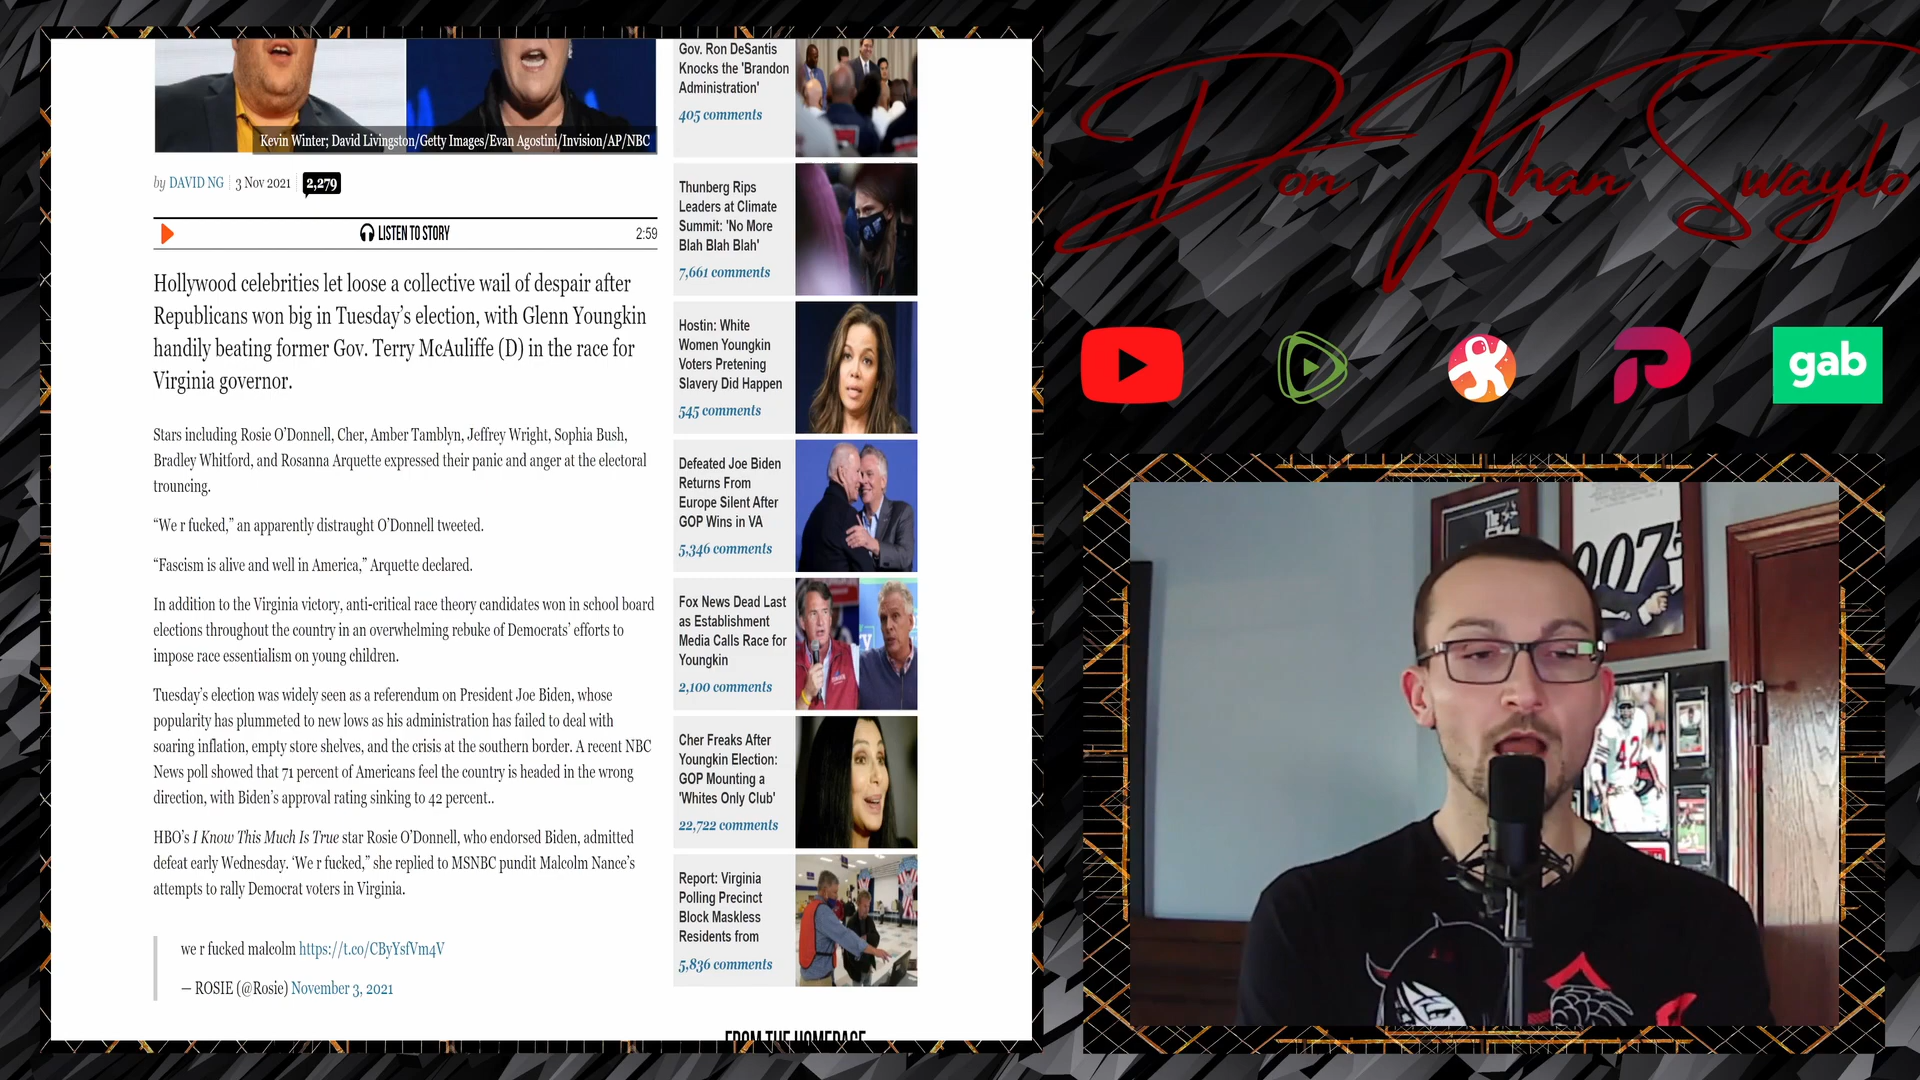 Kevin Winter; David Livingston/Getty Images/Evan Agostini/Invision/AP/NBC
by DAVID NG | 3 Nov 2021 | 2,279
LISTEN TO STORY 2:59
Hollywood celebrities let loose a collective wail of despair after
Republicans won big in Tuesday’s election, with Glenn Youngkin
handily beating former Gov. Terry McAuliffe (D) in the race for
Virginia governor.
Stars including Rosie O’Donnell, Cher, Amber Tamblyn, Jeffrey Wright, Sophia Bush,
Bradley Whitford, and Rosanna Arquette expressed their panic and anger at the electoral
trouncing.
“We r fucked,” an apparently distraught O’Donnell tweeted.
“Fascism is alive and well in America,” Arquette declared.
In addition to the Virginia victory, anti-critical race theory candidates won in school board
elections throughout the country in an overwhelming rebuke of Democrats’ efforts to
impose race essentialism on young children.
Tuesday’s election was widely seen as a referendum on President Joe Biden, whose
popularity has plummeted to new lows as his administration has failed to deal with
soaring inflation, empty store shelves, and the crisis at the southern border. A recent NBC
News poll showed that 71 percent of Americans feel the country is headed in the wrong
direction, with Biden’s approval rating sinking to 42 percent..
HBO’s I Know This Much Is True star Rosie O’Donnell, who endorsed Biden, admitted
defeat early Wednesday. ‘We r fucked,” she replied to MSNBC pundit Malcolm Nance’s
attempts to rally Democrat voters in Virginia.
we r fucked malcolm https://t.co/CByYsfVm4V
— ROSIE (@Rosie) November 3, 2021
Gov. Ron DeSantis
Knocks the 'Brandon
Administration'
405 comments
Thunberg Rips
Leaders at Climate
Summit: 'No More
Blah Blah Blah'
7,661 comments
Hostin: White
Women Youngkin
Voters Pretening
Slavery Did Happen
545 comments
Defeated Joe Biden
Returns From
Europe Silent After
GOP Wins in VA
5,346 comments
Fox News Dead Last
as Establishment
Media Calls Race for
Youngkin
2,100 comments
Cher Freaks After
Youngkin Election:
GOP Mounting a
'Whites Only Club'
22,722 comments
Report: Virginia
Polling Precinct
Block Maskless
Residents from
5,836 comments
FROM THE HOMEPAGE
Don Khan Swaylo
gab
007
42